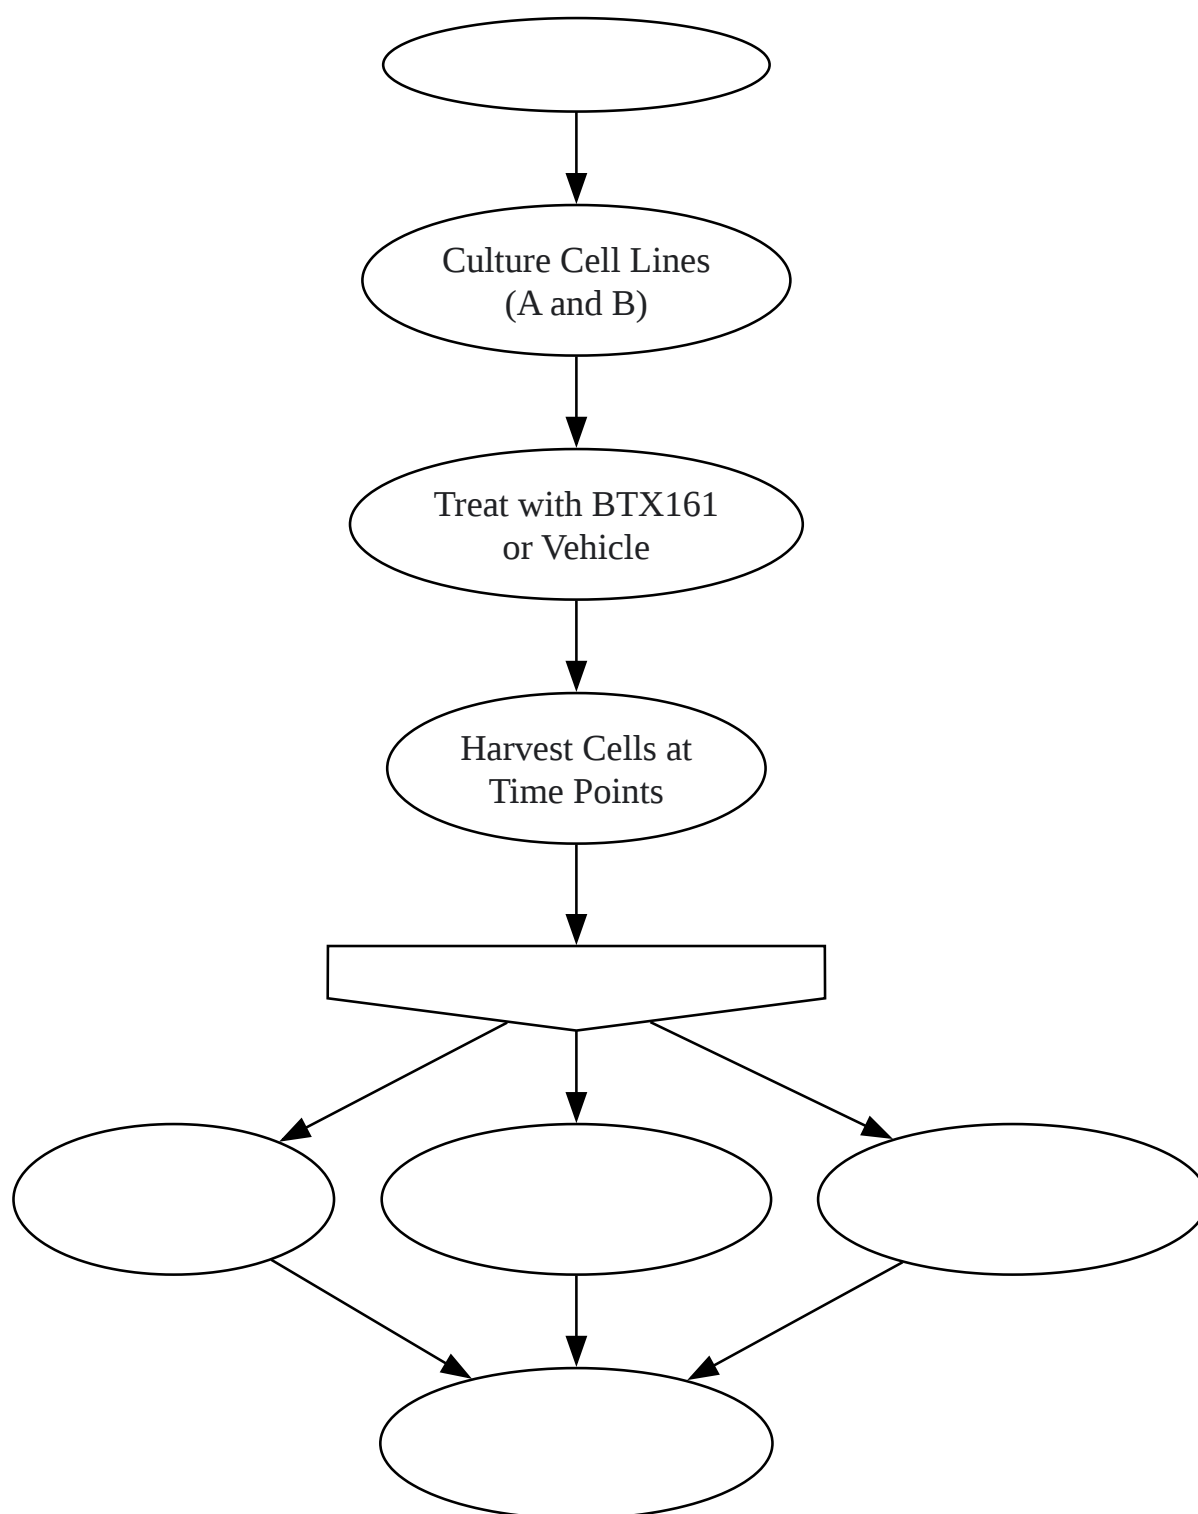 Culture Cell Lines
(A and B)
Treat with BTX161
or Vehicle
Harvest Cells at
Time Points